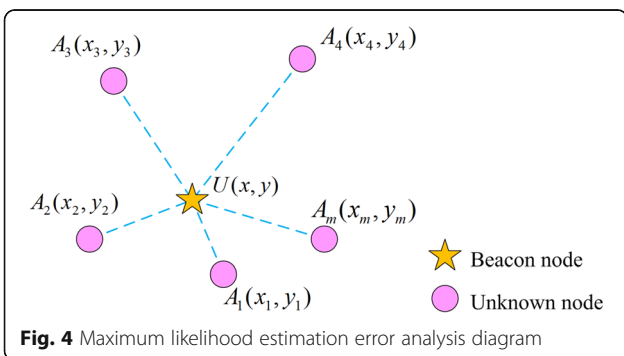 A₃(x₃, y₃)
A₄(x₄, y₄)
U(x, y)
A₂(x₂, y₂)
Aₘ(xₘ, yₘ)
A₁(x₁, y₁)
Beacon node
Unknown node
Fig. 4 Maximum likelihood estimation error analysis diagram